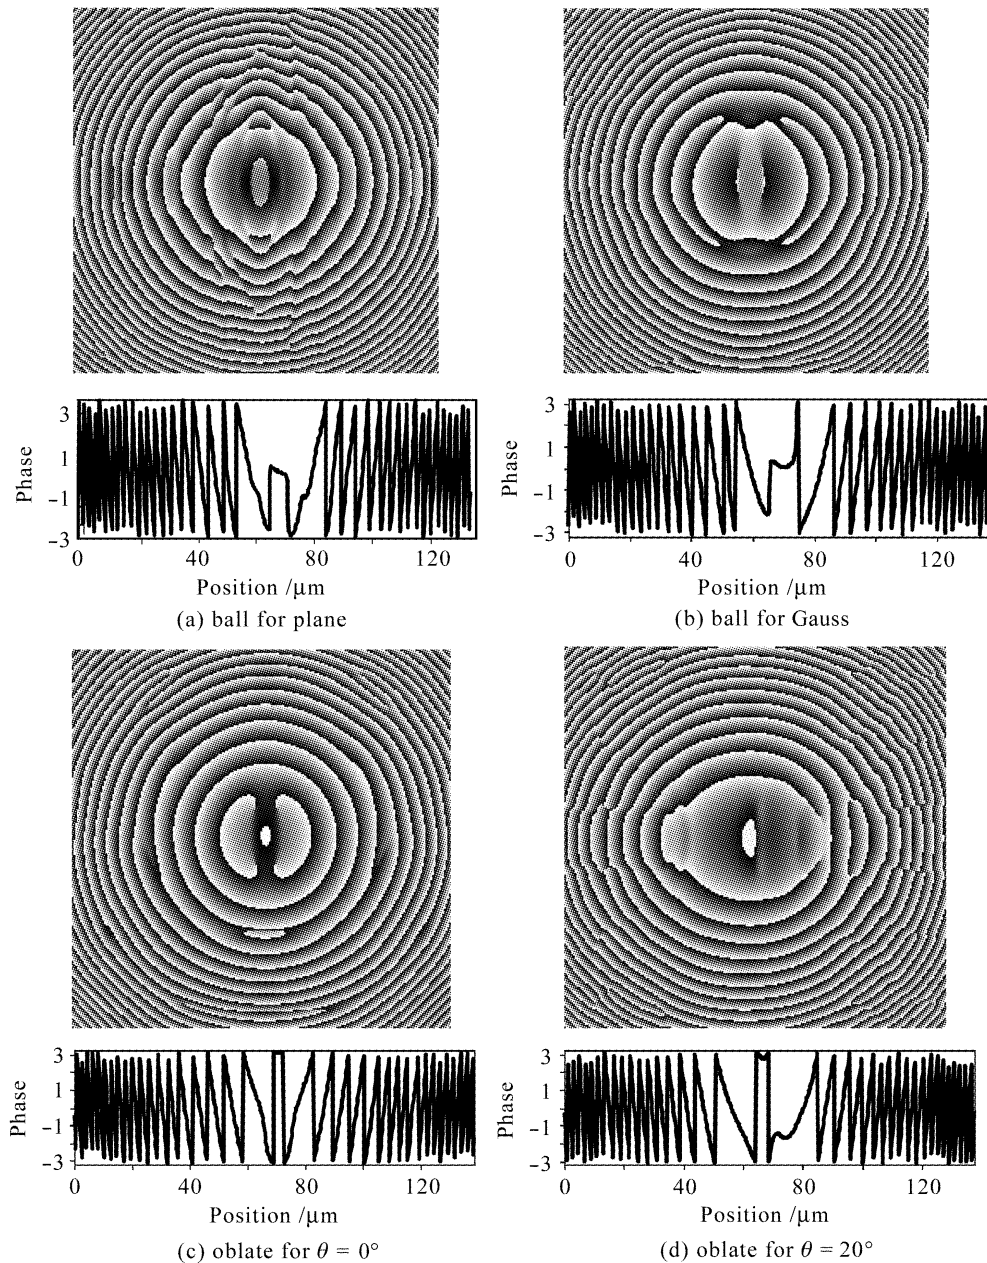 3
1
−1
−3
Phase
0 40 80 120
Position /μm
(a) ball for plane
3
1
−1
−3
Phase
0 40 80 120
Position /μm
(b) ball for Gauss
3
1
−1
−3
Phase
0 40 80 120
Position /μm
(c) oblate for θ = 0°
3
1
−1
−3
Phase
0 40 80 120
Position /μm
(d) oblate for θ = 20°